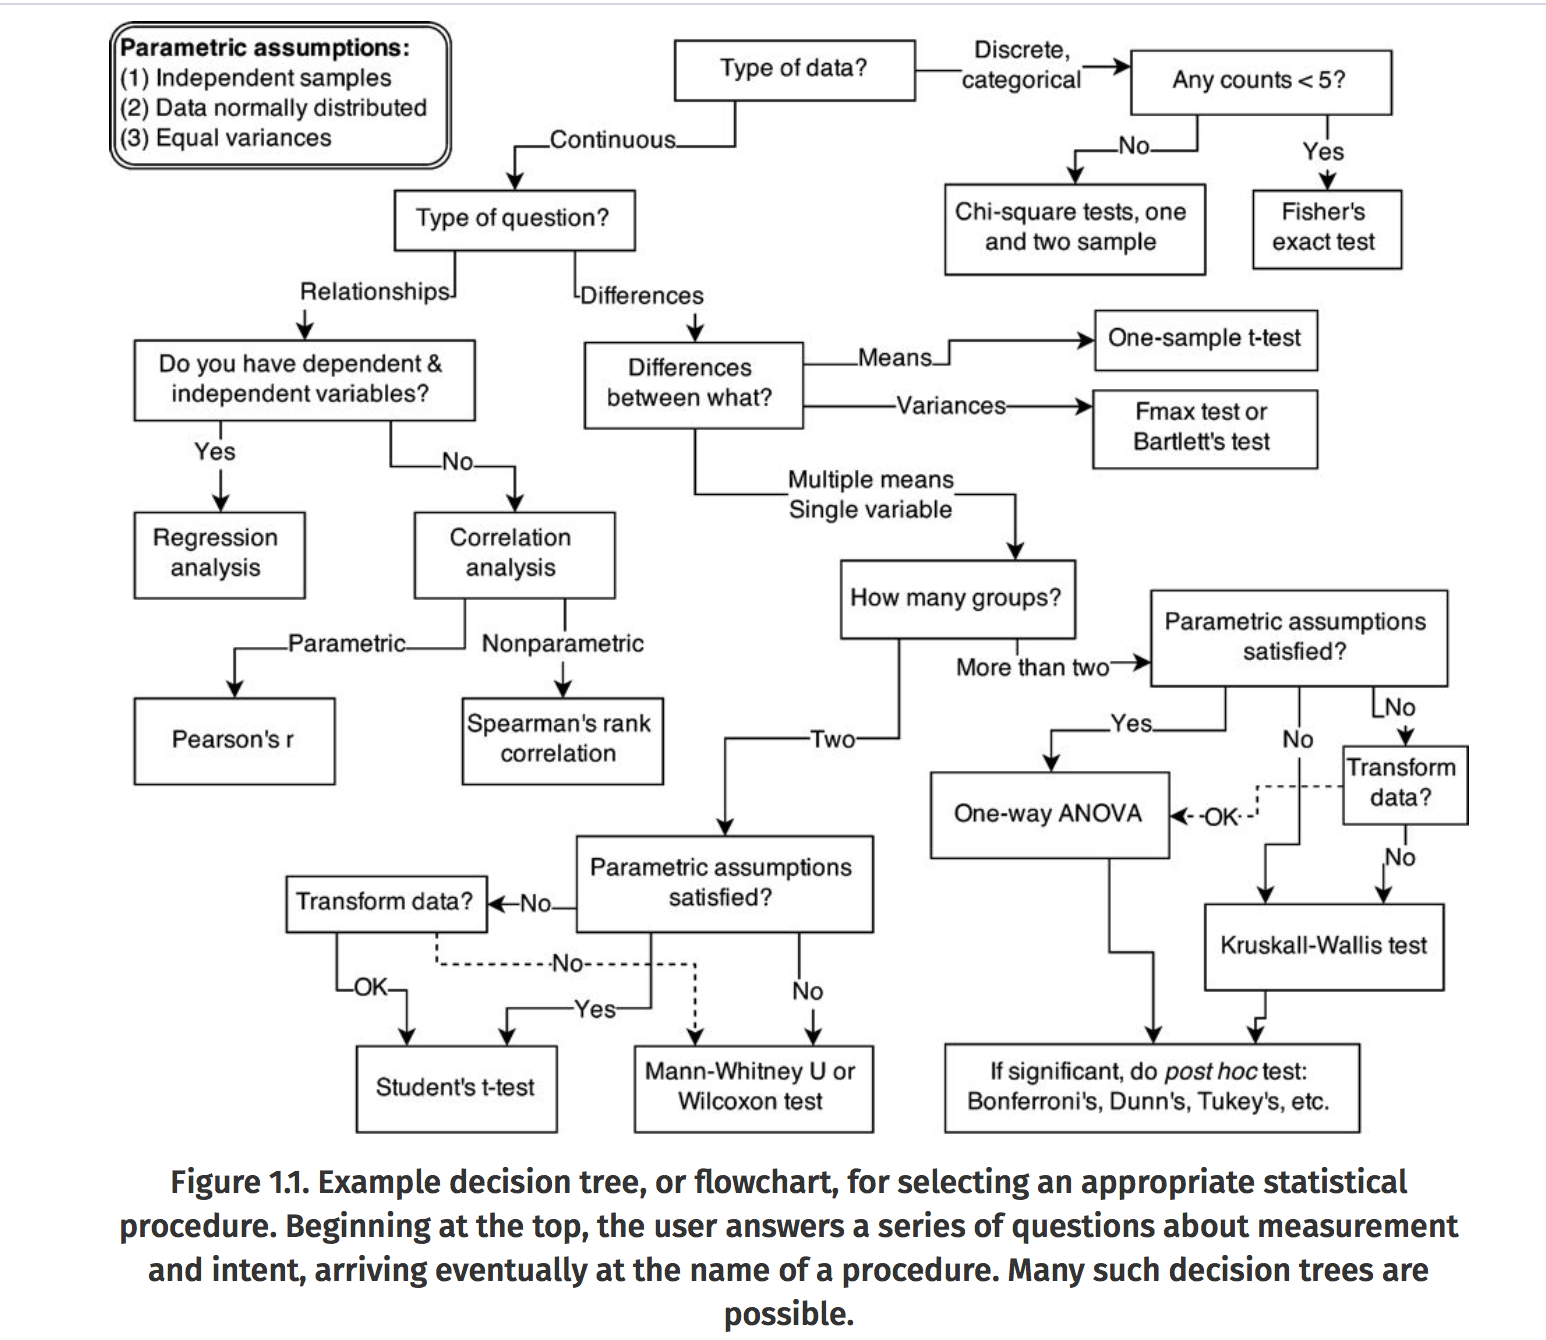 Parametric assumptions:
(1) Independent samples
(2) Data normally distributed
(3) Equal variances
Type of data?
Discrete,
categorical
Any counts < 5?
Continuous
No
Yes
Type of question?
Chi-square tests, one
and two sample
Fisher's
exact test
Relationships
Differences
Do you have dependent &
independent variables?
Differences
between what?
Means
One-sample t-test
Variances
Fmax test or
Bartlett's test
Yes
No
Multiple means
Single variable
Regression
analysis
Correlation
analysis
How many groups?
Parametric assumptions
satisfied?
Parametric
Nonparametric
More than two
Pearson's r
Spearman's rank
correlation
Two
Yes
No
No
Transform
data?
One-way ANOVA
OK
No
Parametric assumptions
satisfied?
Transform data?
No
Kruskall-Wallis test
No
OK
Yes
No
Student's t-test
Mann-Whitney U or
Wilcoxon test
If significant, do post hoc test:
Bonferroni's, Dunn's, Tukey's, etc.
Figure 1.1. Example decision tree, or flowchart, for selecting an appropriate statistical
procedure. Beginning at the top, the user answers a series of questions about measurement
and intent, arriving eventually at the name of a procedure. Many such decision trees are
possible.